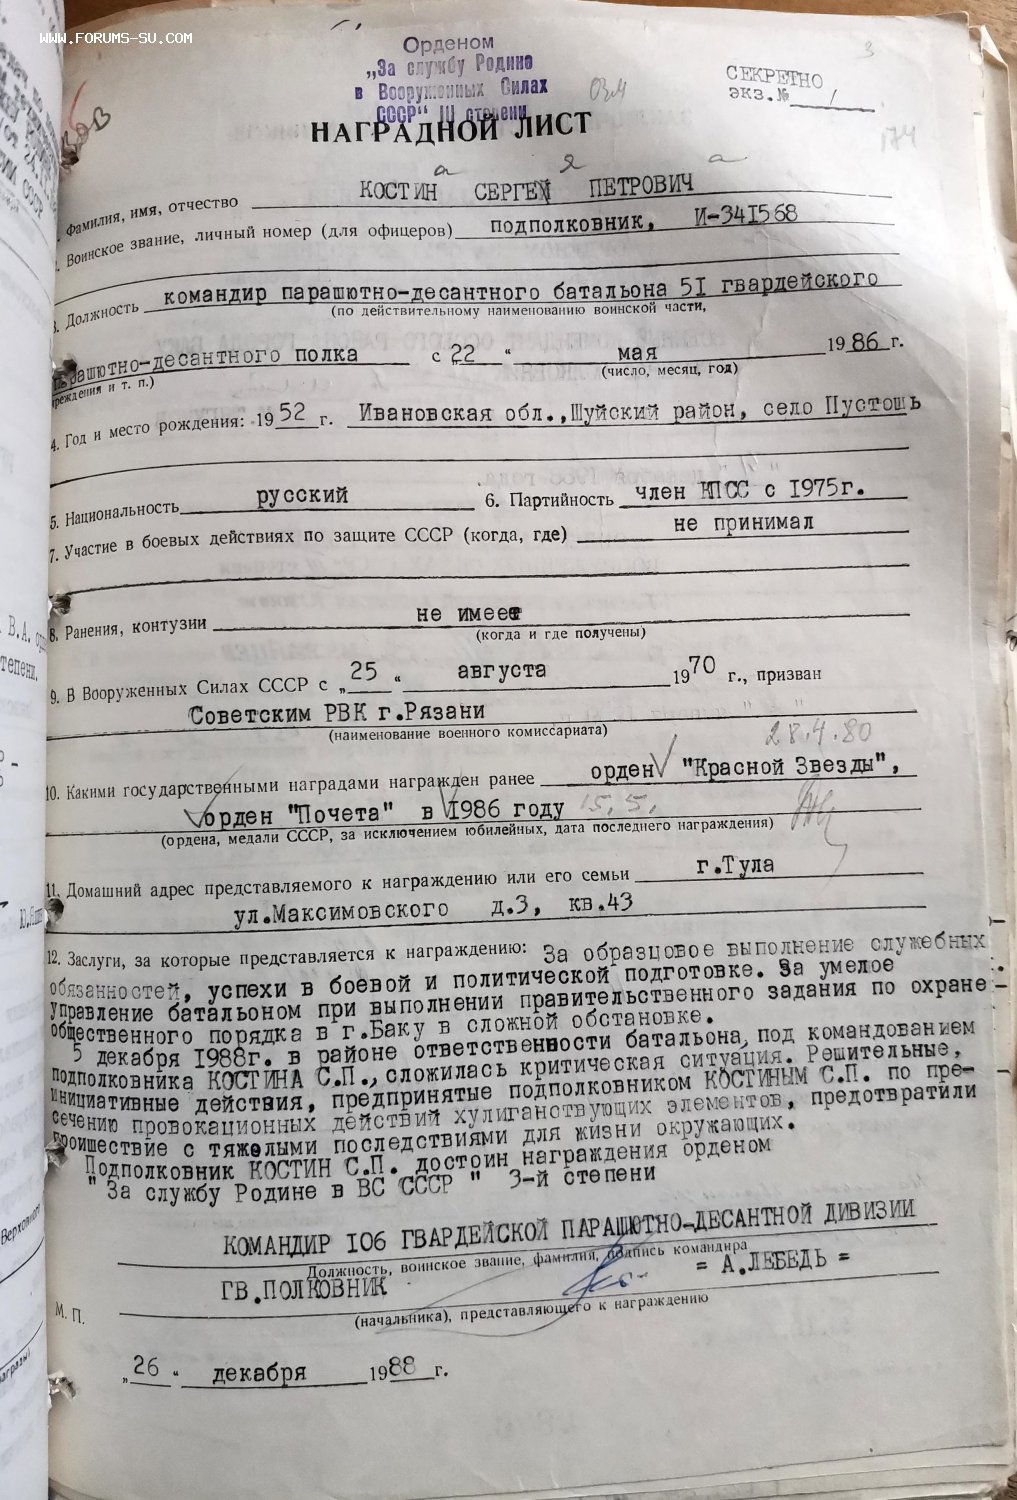 WWW.FORUMS-SU.COM
Орденом
„За службу Родине
в Вооруженных Силах
СССР“ III степени
3
СЕКРЕТНО
экз.№ 1
174
НАГРАДНОЙ ЛИСТ
а я а
Фамилия, имя, отчество КОСТИН СЕРГЕЙ ПЕТРОВИЧ
Воинское звание, личный номер (для офицеров) подполковник, И-341568
3. Должность командир парашютно-десантного батальона 51 гвардейского
(по действительному наименованию воинской части,
парашютно-десантного полка с 22 “ мая 1986 г.
учреждения и т. п.) (число, месяц, год)
4. Год и место рождения: 1952 г. Ивановская обл.,Шуйский район, село Пустошь
5. Национальность русский 6. Партийность член КПСС с 1975г.
7. Участие в боевых действиях по защите СССР (когда, где) не принимал
8. Ранения, контузии не имеет
(когда и где получены)
9. В Вооруженных Силах СССР с „25“ августа 1970 г., призван
Советским РВК г.Рязани
(наименование военного комиссариата)
28.4.80
10. Какими государственными наградами награжден ранее орден "Красной Звезды",
орден "Почета" в 1986 году 15.5.
(ордена, медали СССР, за исключением юбилейных, дата последнего награждения)
11. Домашний адрес представляемого к награждению или его семьи г.Тула
ул.Максимовского д.3, кв.43
12. Заслуги, за которые представляется к награждению: За образцовое выполнение служебных
обязанностей, успехи в боевой и политической подготовке. За умелое
управление батальоном при выполнении правительственного задания по охране
общественного порядка в г.Баку в сложной обстановке.
5 декабря 1988г. в районе ответственности батальона, под командованием
подполковника КОСТИНА С.П., сложилась критическая ситуация. Решительные,
инициативные действия, предпринятые подполковником КОСТИНЫМ С.П. по пре-
сечению провокационных действий хулиганствующих элементов, предотвратили
проишествие с тяжелыми последствиями для жизни окружающих.
Подполковник КОСТИН С.П. достоин награждения орденом
" За службу Родине в ВС СССР " 3-й степени
КОМАНДИР 106 ГВАРДЕЙСКОЙ ПАРАШЮТНО-ДЕСАНТНОЙ ДИВИЗИИ
Должность, воинское звание, фамилия, подпись командира
ГВ.ПОЛКОВНИК = А.ЛЕБЕДЬ =
(начальника), представляющего к награждению
М. П.
„26“ декабря 1988 г.